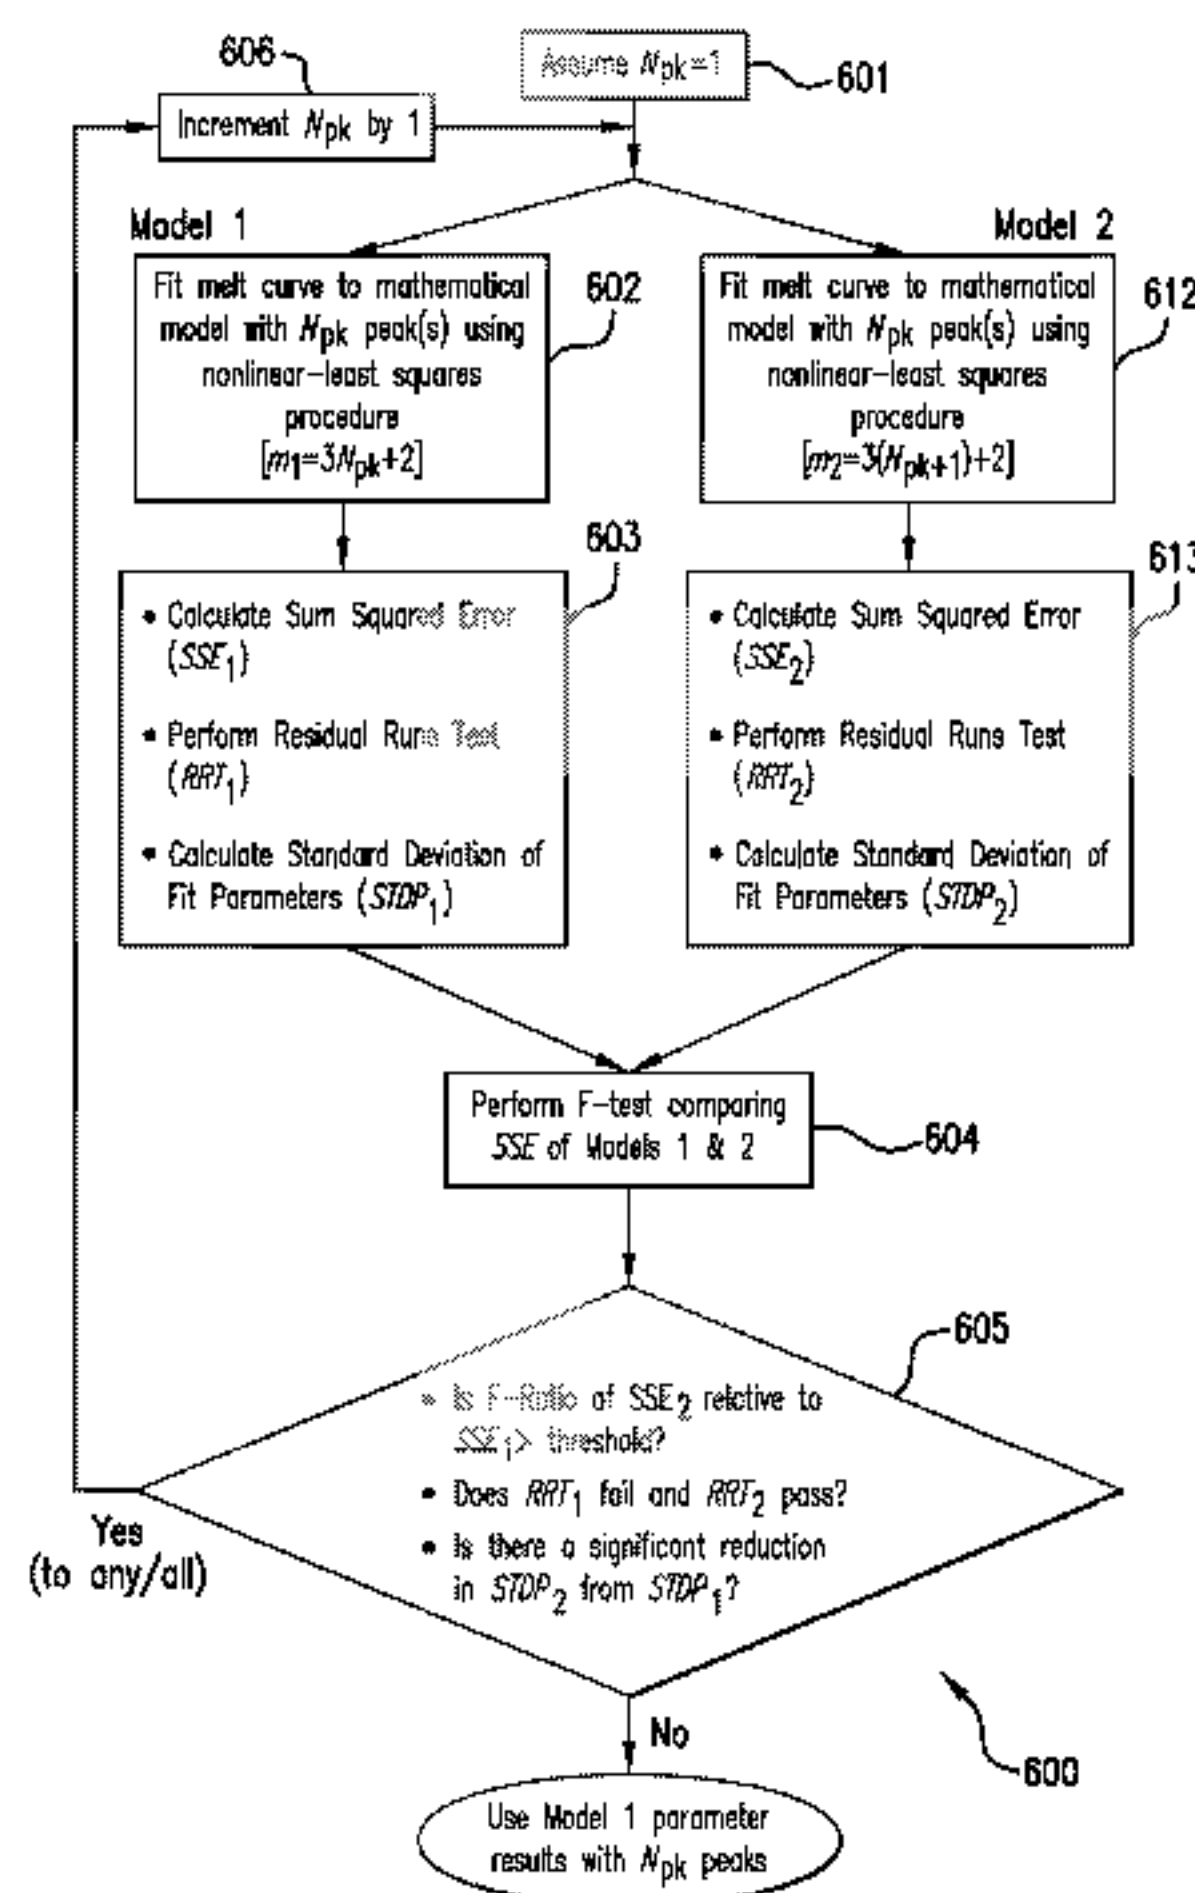 606
Assume Npk=1
601
Increment Npk by 1
Model 1
Model 2
Fit melt curve to mathematical
model with Npk peak(s) using
nonlinear-least squares
procedure
[m1=3Npk+2]
602
Fit melt curve to mathematical
model with Npk peak(s) using
nonlinear-least squares
procedure
[m2=3(Npk+1)+2]
612
603
• Calculate Sum Squared Error
(SSE1)
• Perform Residual Runs Test
(RRT1)
• Calculate Standard Deviation of
Fit Parameters (STDP1)
613
• Calculate Sum Squared Error
(SSE2)
• Perform Residual Runs Test
(RRT2)
• Calculate Standard Deviation of
Fit Parameters (STDP2)
Perform F-test comparing
SSE of Models 1 & 2
604
605
• Is F-Ratio of SSE2 relative to
SSE1> threshold?
• Does RRT1 fail and RRT2 pass?
• Is there a significant reduction
in STDP2 from STDP1?
Yes
(to any/all)
No
600
Use Model 1 parameter
results with Npk peaks